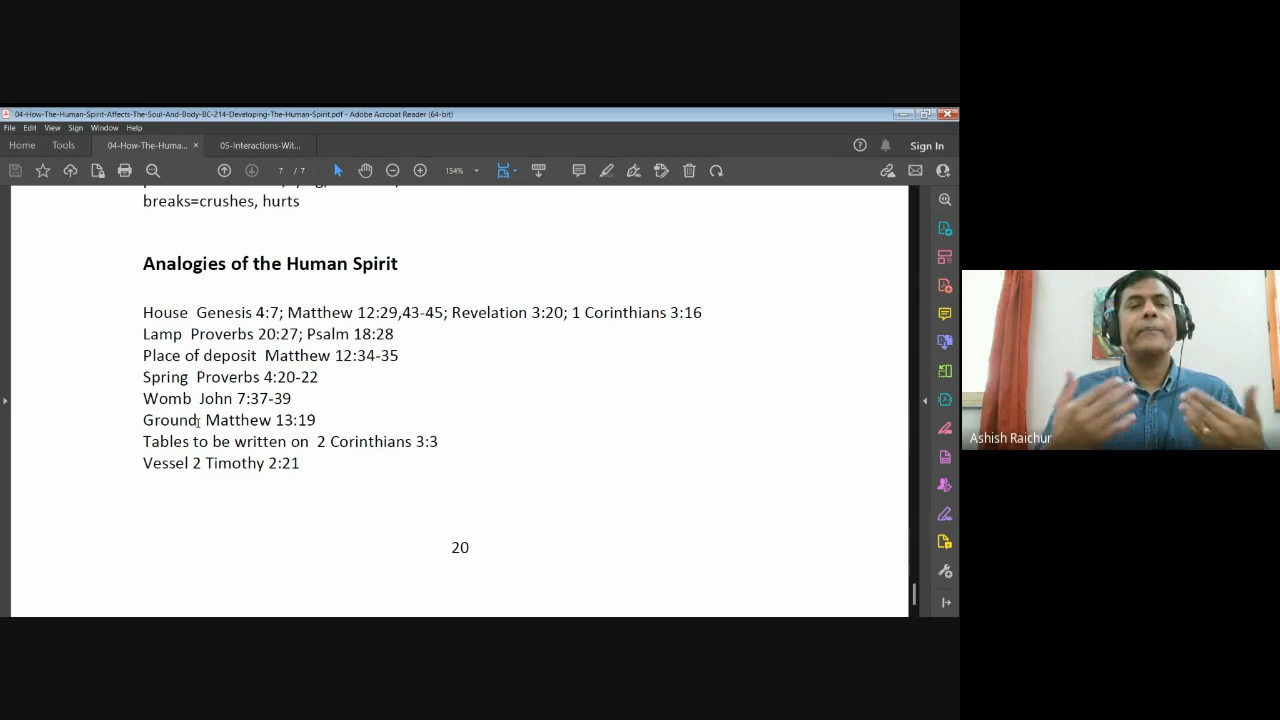 04-How-The-Human-Spirit-Affects-The-Soul-And-Body-BC-214-Developing-The-Human-Spirit.pdf - Adobe Acrobat Reader (64-bit)
File Edit View Sign Window Help
Home Tools 04-How-The-Huma... × 05-Interactions-Wit... Sign In
7 / 7 154%
breaks=crushes, hurts
Analogies of the Human Spirit
House Genesis 4:7; Matthew 12:29,43-45; Revelation 3:20; 1 Corinthians 3:16
Lamp Proverbs 20:27; Psalm 18:28
Place of deposit Matthew 12:34-35
Spring Proverbs 4:20-22
Womb John 7:37-39
Ground Matthew 13:19
Tables to be written on 2 Corinthians 3:3
Vessel 2 Timothy 2:21
20
Ashish Raichur